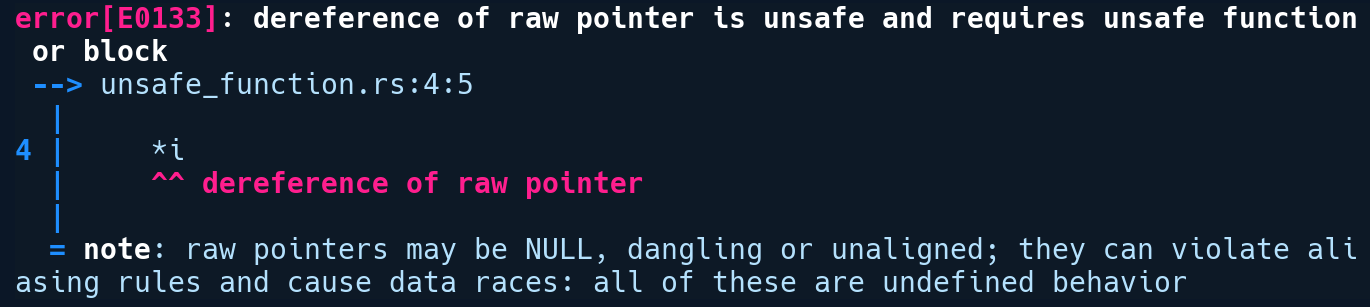 error[E0133]: dereference of raw pointer is unsafe and requires unsafe function
 or block
 --> unsafe_function.rs:4:5
  |
4 |     *i
  |     ^^ dereference of raw pointer
  |
  = note: raw pointers may be NULL, dangling or unaligned; they can violate ali
asing rules and cause data races: all of these are undefined behavior